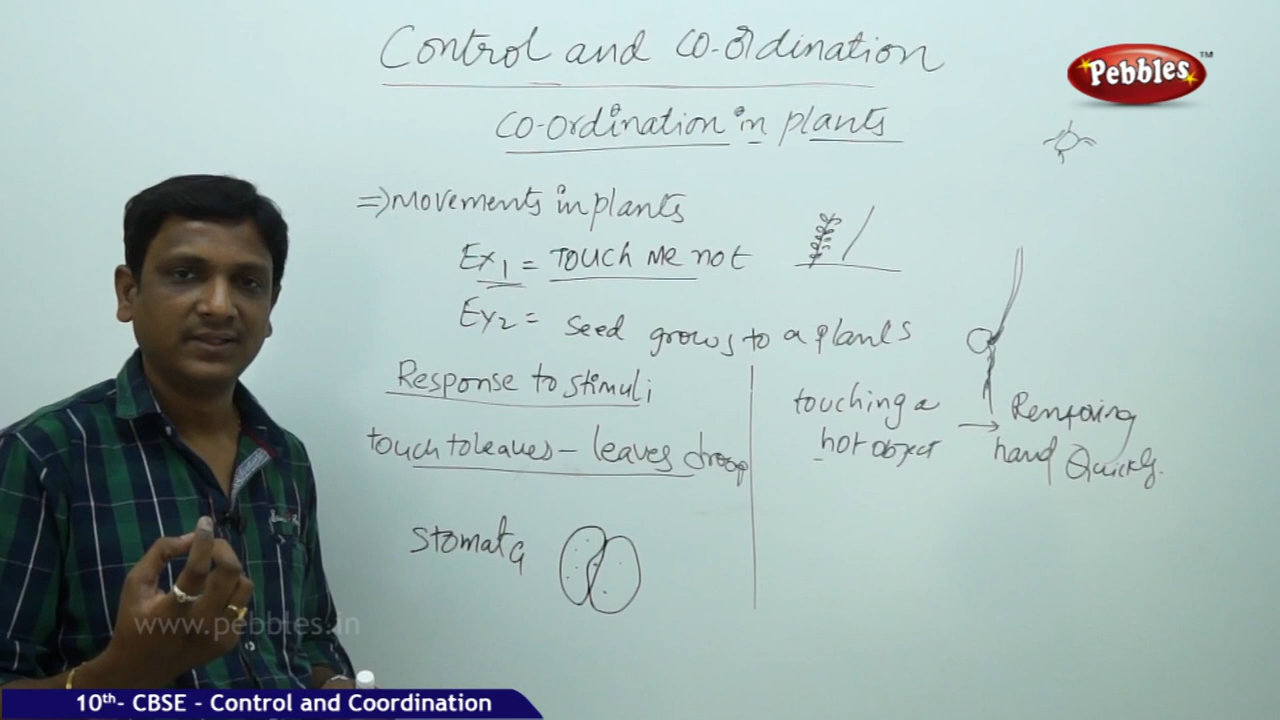 Control and co-ordination
Pebbles™
co-ordination in plants
=> Movements in plants
Ex1 = Touch Me not
Ex2 = seed grows to a plants
Response to stimuli
touch to leaves - leaves droop
touching a hot object → Removing hand Quickly.
stomata
www.pebbles.in
10th- CBSE - Control and Coordination